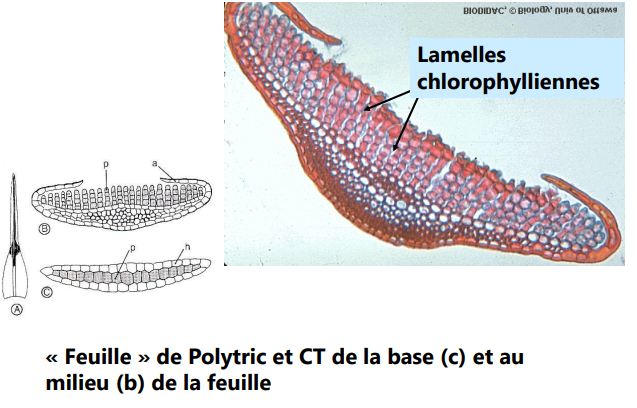 BIODIDAC, © Biology, Univ of Ottawa
Lamelles
chlorophylliennes
p
a
B
p
h
C
A
« Feuille » de Polytric et CT de la base (c) et au
milieu (b) de la feuille